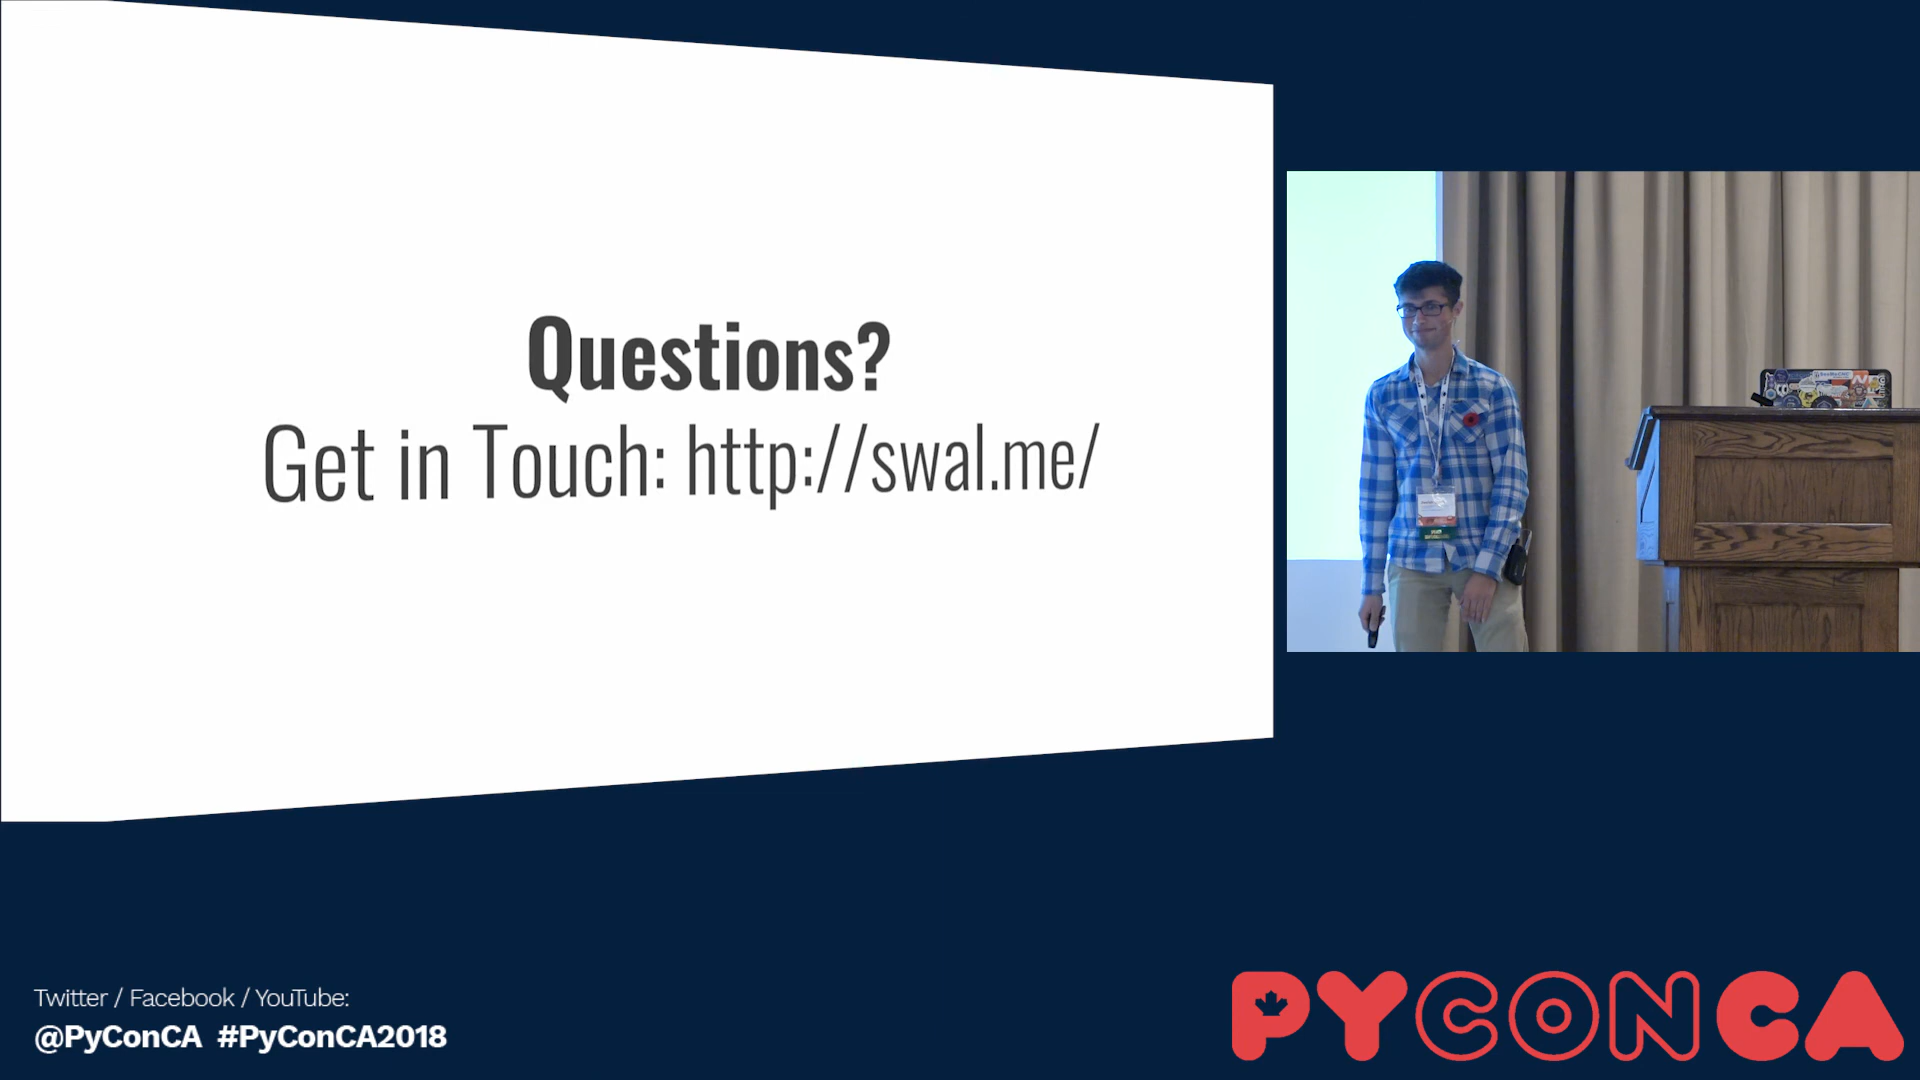 Questions?
Get in Touch: http://swal.me/
Twitter / Facebook / YouTube:
@PyConCA #PyConCA2018
PYCONCA